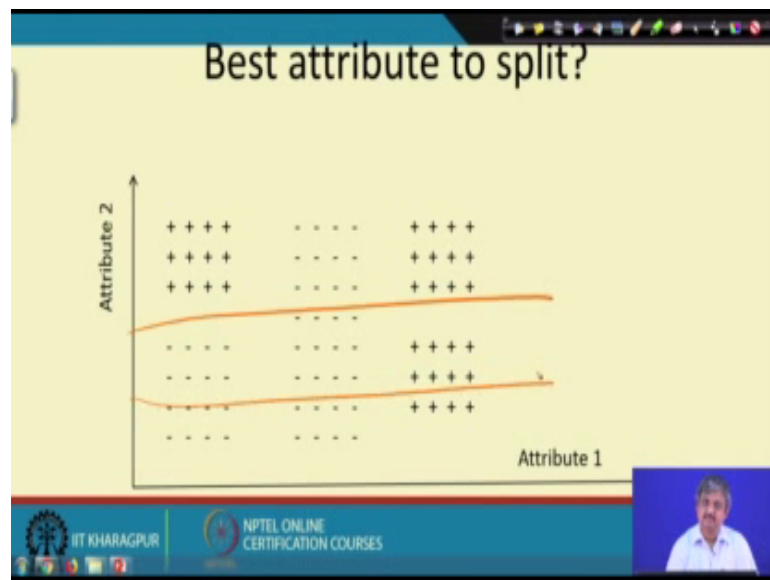 Best attribute to split?
Attribute 2
+ + + + - - - - + + + +
+ + + + - - - - + + + +
+ + + + - - - - + + + +
- - - -
- - - - - - - - + + + +
- - - - - - - - + + + +
- - - - - - - - + + + +
- - - - - - - -
Attribute 1
IIT KHARAGPUR
NPTEL ONLINE
CERTIFICATION COURSES